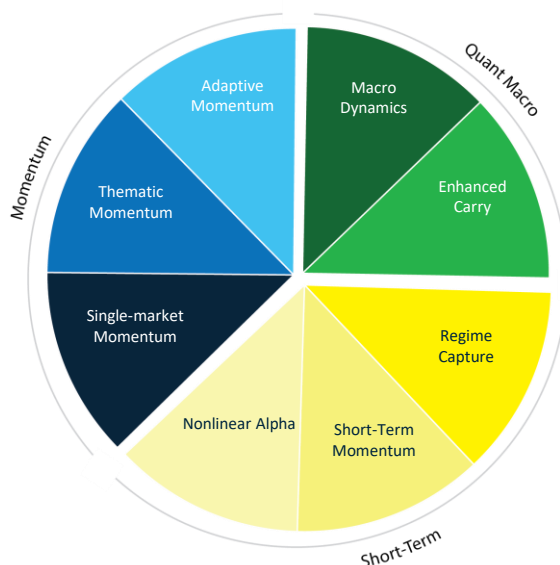 Quant Macro
Macro
Dynamics
Enhanced
Carry
Regime
Capture
Short-Term
Momentum
Nonlinear Alpha
Short-Term
Single-market
Momentum
Thematic
Momentum
Adaptive
Momentum
Momentum